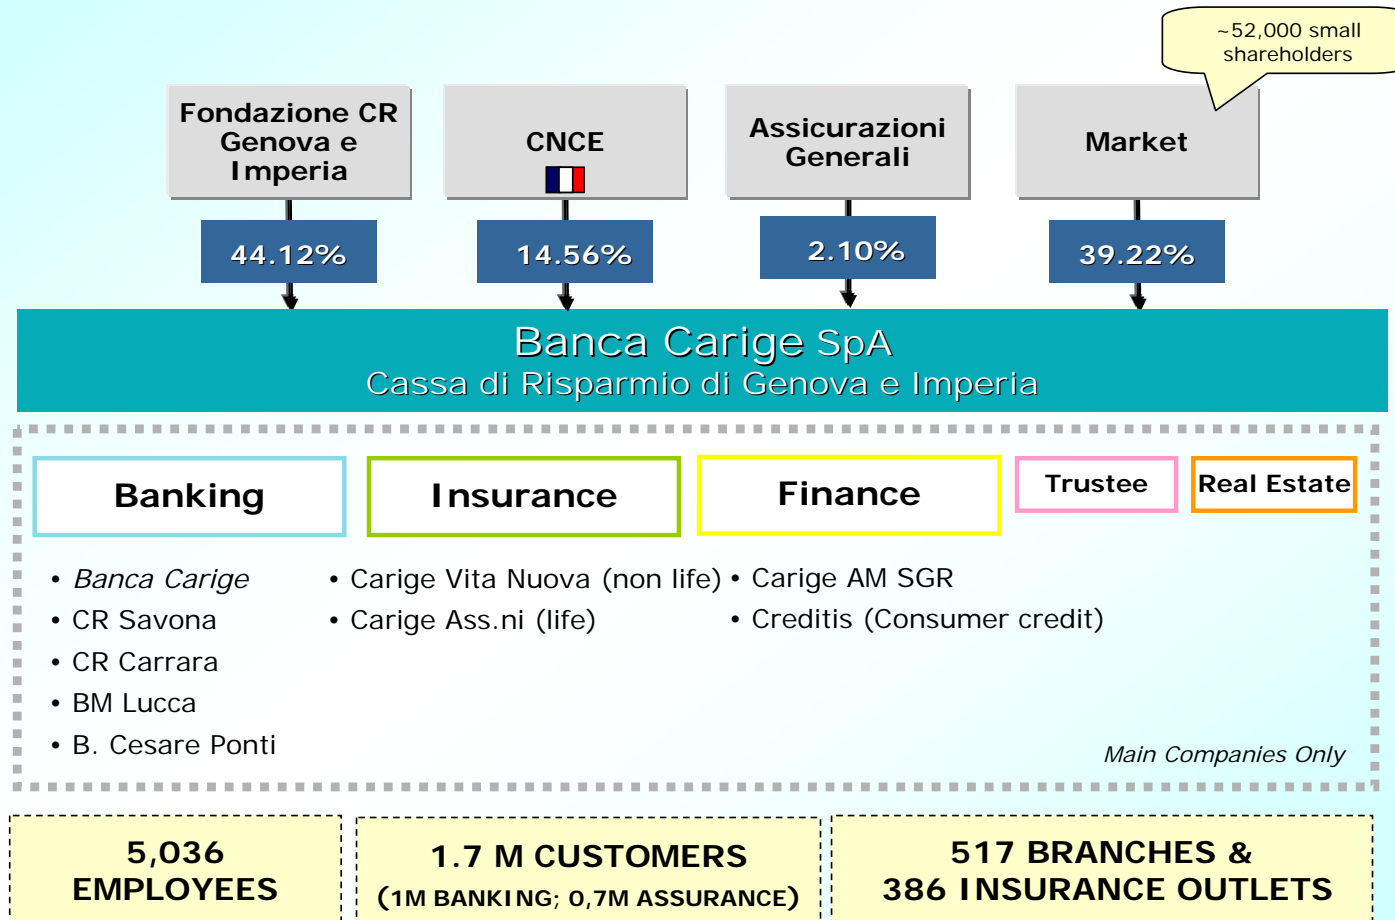 ~52,000 small
shareholders
Fondazione CR
Genova e
Imperia
CNCE
Assicurazioni
Generali
Market
44.12%
14.56%
2.10%
39.22%
Banca Carige SpA
Cassa di Risparmio di Genova e Imperia
Banking
Insurance
Finance
Trustee
Real Estate
• Banca Carige
• CR Savona
• CR Carrara
• BM Lucca
• B. Cesare Ponti
• Carige Vita Nuova (non life)
• Carige Ass.ni (life)
• Carige AM SGR
• Creditis (Consumer credit)
Main Companies Only
5,036
EMPLOYEES
1.7 M CUSTOMERS
(1M BANKING; 0,7M ASSURANCE)
517 BRANCHES &
386 INSURANCE OUTLETS